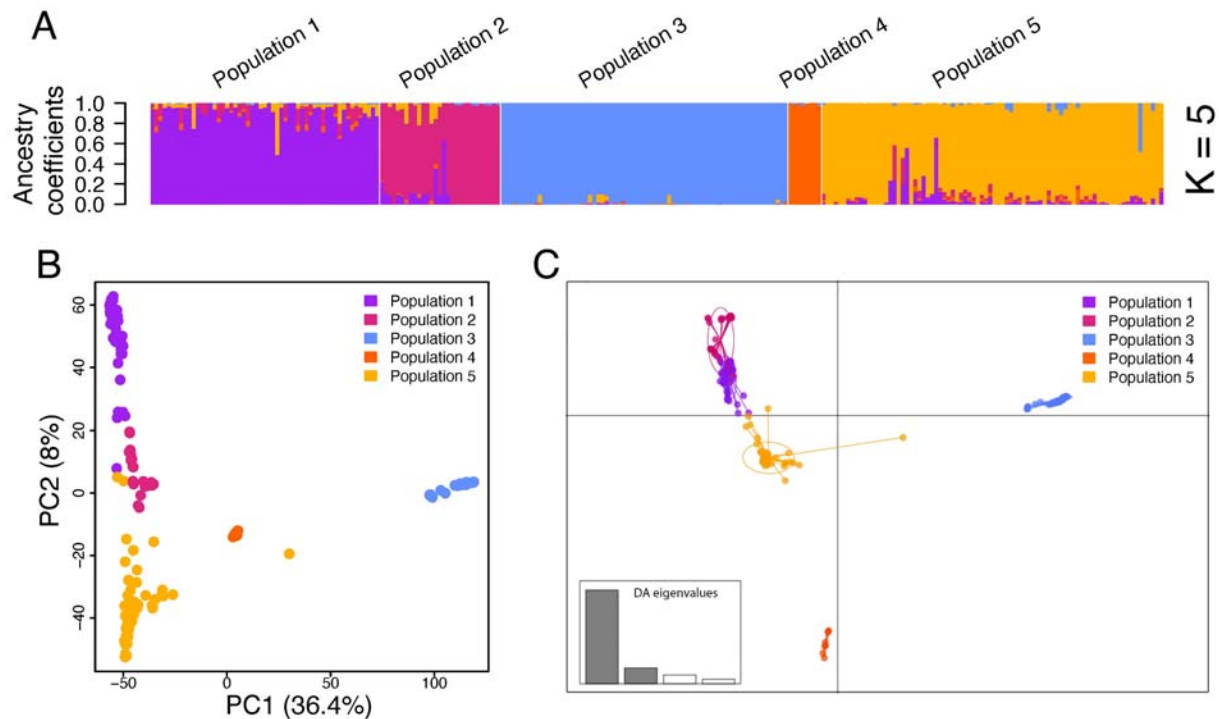 A
Population 1
Population 2
Population 3
Population 4
Population 5
Ancestry
coefficients
1.0
0.8
0.6
0.4
0.2
0.0
K = 5
B
Population 1
Population 2
Population 3
Population 4
Population 5
PC2 (8%)
60
40
20
0
−20
−40
−50
0
50
100
PC1 (36.4%)
C
Population 1
Population 2
Population 3
Population 4
Population 5
DA eigenvalues